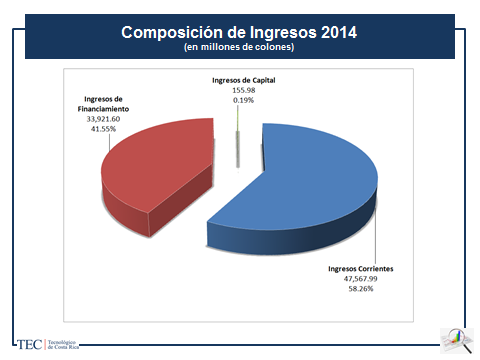 Composición de Ingresos 2014
(en millones de colones)
Ingresos de Capital
155.98
0.19%
Ingresos de
Financiamiento
33,921.60
41.55%
Ingresos Corrientes
47,567.99
58.26%
TEC | Tecnológico
de Costa Rica